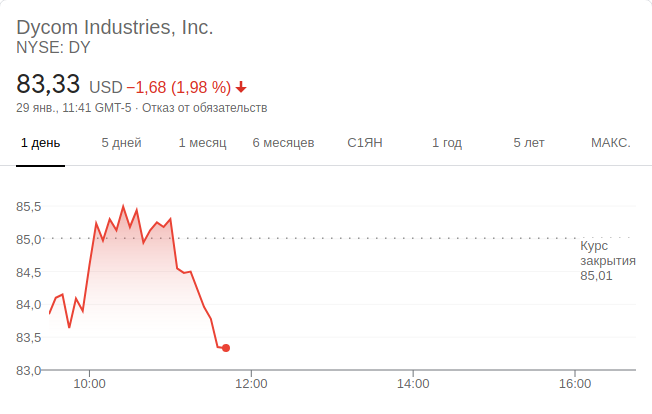 Dycom Industries, Inc.
NYSE: DY
83,33 USD −1,68 (1,98 %)
29 янв., 11:41 GMT-5 · Отказ от обязательств
1 день 5 дней 1 месяц 6 месяцев С1ЯН 1 год 5 лет МАКС.
85,5
85,0
Курс
закрытия
85,01
84,5
84,0
83,5
83,0
10:00 12:00 14:00 16:00